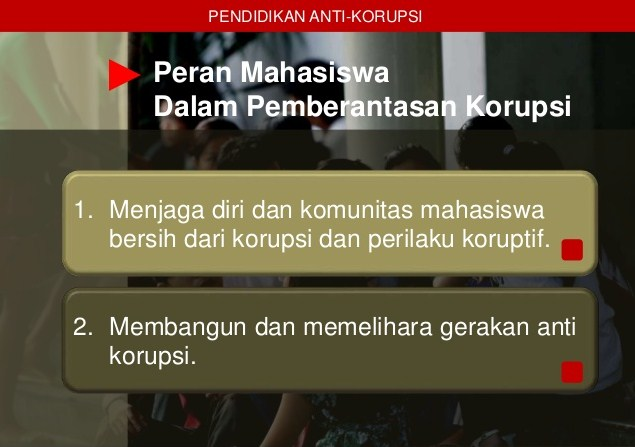 PENDIDIKAN ANTI-KORUPSI
Peran Mahasiswa
Dalam Pemberantasan Korupsi
1. Menjaga diri dan komunitas mahasiswa
bersih dari korupsi dan perilaku koruptif.
2. Membangun dan memelihara gerakan anti
korupsi.